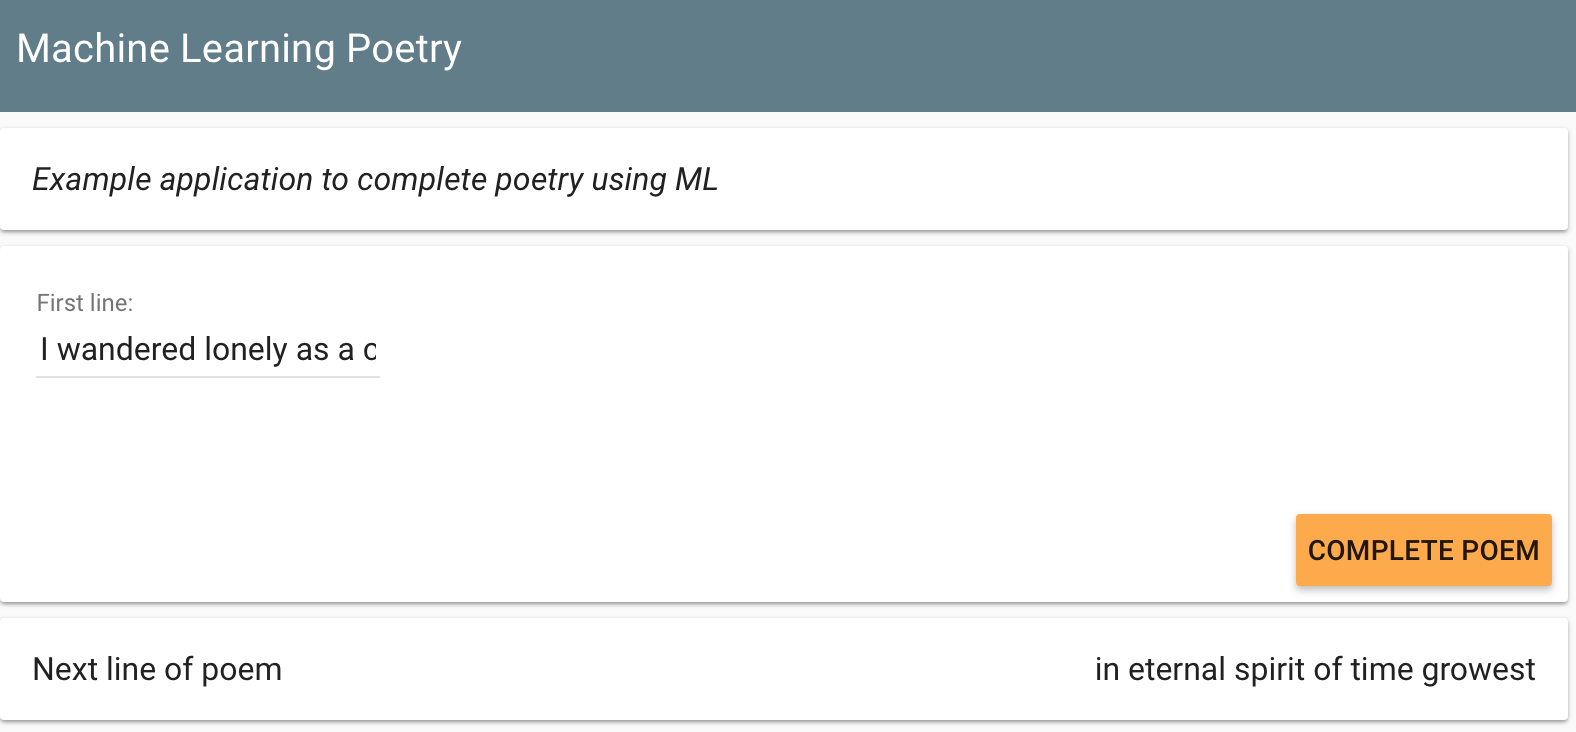 Machine Learning Poetry
Example application to complete poetry using ML
First line:
I wandered lonely as a c
COMPLETE POEM
Next line of poem in eternal spirit of time growest